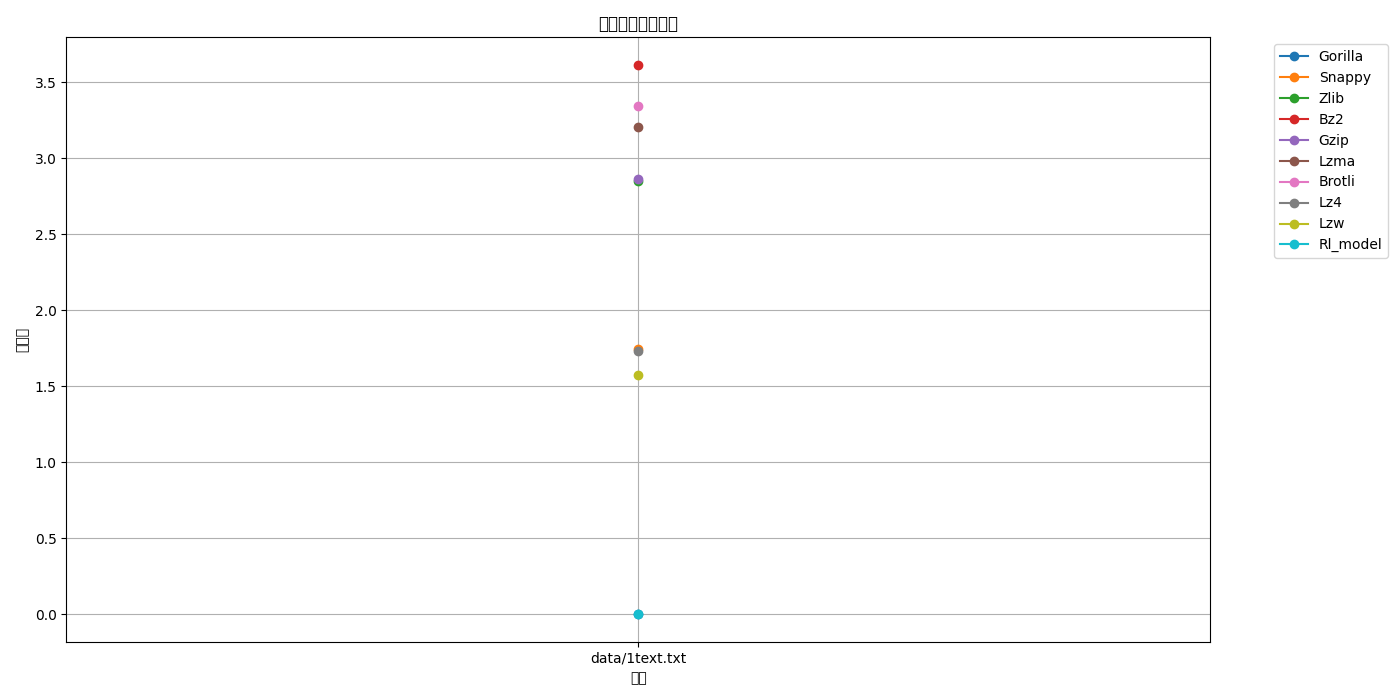 3.5
3.0
2.5
2.0
1.5
1.0
0.5
0.0
data/1text.txt
Gorilla
Snappy
Zlib
Bz2
Gzip
Lzma
Brotli
Lz4
Lzw
Rl_model